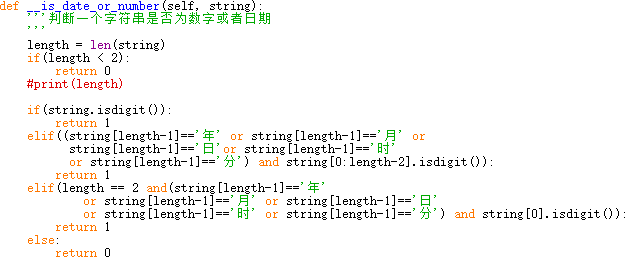 def __is_date_or_number(self, string):
'''判断一个字符串是否为数字或者日期
'''
length = len(string)
if(length < 2):
return 0
#print(length)
if(string.isdigit()):
return 1
elif((string[length-1]=='年' or string[length-1]=='月' or
string[length-1]=='日'or string[length-1]=='时'
or string[length-1]=='分') and string[0:length-2].isdigit()):
return 1
elif(length == 2 and(string[length-1]=='年'
or string[length-1]=='月' or string[length-1]=='日'
or string[length-1]=='时' or string[length-1]=='分') and string[0].isdigit()):
return 1
else:
return 0